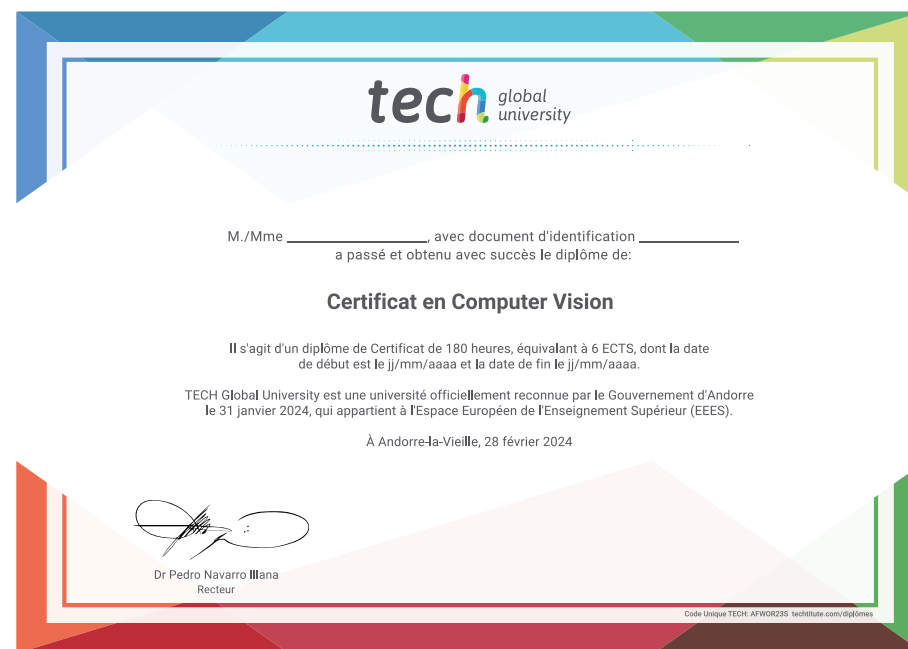 tech global university
M./Mme ____________________, avec document d'identification ______________
a passé et obtenu avec succès le diplôme de:
Certificat en Computer Vision
Il s'agit d'un diplôme de Certificat de 180 heures, équivalant à 6 ECTS, dont la date
de début est le jj/mm/aaaa et la date de fin le jj/mm/aaaa.
TECH Global University est une université officiellement reconnue par le Gouvernement d'Andorre
le 31 janvier 2024, qui appartient à l'Espace Européen de l'Enseignement Supérieur (EEES).
À Andorre-la-Vieille, 28 février 2024
Dr Pedro Navarro Illana
Recteur
Code Unique TECH: AFWOR23S techtitute.com/diplômes